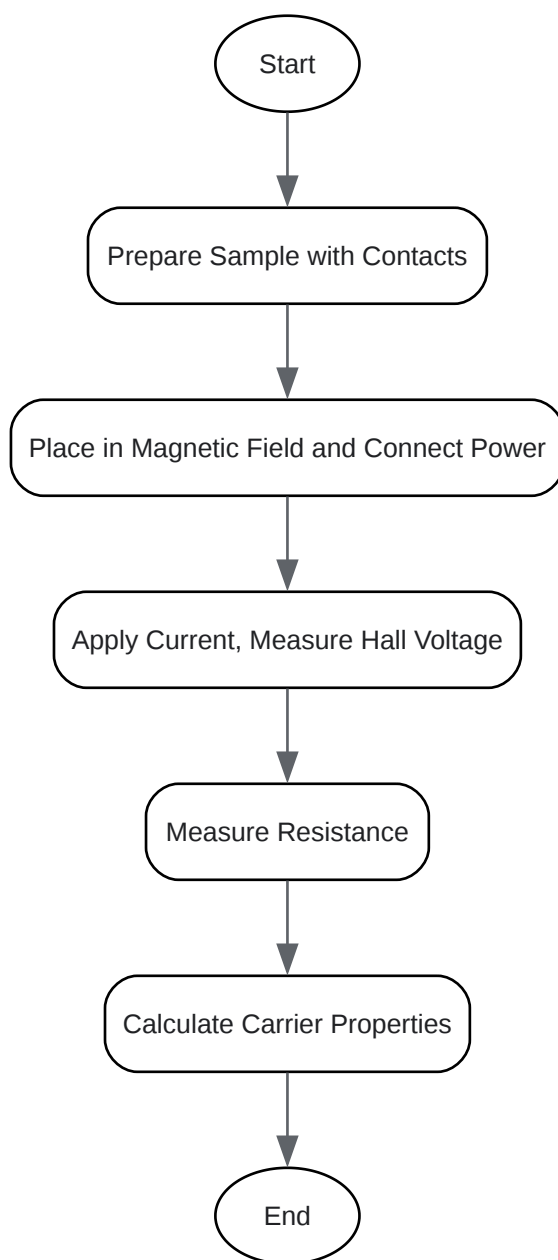 Start
Prepare Sample with Contacts
Place in Magnetic Field and Connect Power
Apply Current, Measure Hall Voltage
Measure Resistance
Calculate Carrier Properties
End